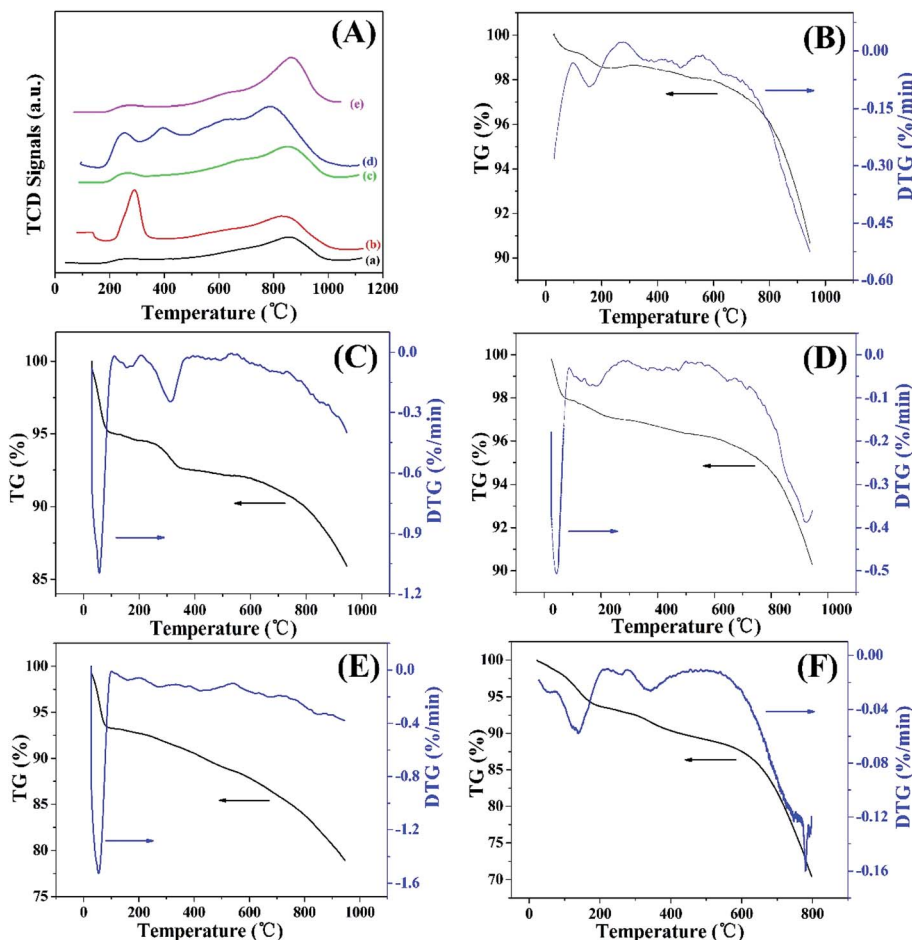 (A)
TCD Signals (a.u.)
(e)
(d)
(c)
(b)
(a)
0 200 400 600 800 1000 1200
Temperature (℃)
(B)
TG (%)
100
98
96
94
92
90
0.00
-0.15
-0.30
-0.45
-0.60
DTG (%/min)
0 200 400 600 800 1000
Temperature (℃)
(C)
TG (%)
100
95
90
85
0.0
-0.3
-0.6
-0.9
-1.2
DTG (%/min)
0 200 400 600 800 1000
Temperature (℃)
(D)
TG (%)
100
98
96
94
92
90
0.0
-0.1
-0.2
-0.3
-0.4
-0.5
DTG (%/min)
0 200 400 600 800 1000
Temperature (℃)
(E)
TG (%)
100
95
90
85
80
75
0.0
-0.4
-0.8
-1.2
-1.6
DTG (%/min)
0 200 400 600 800 1000
Temperature (℃)
(F)
TG (%)
100
95
90
85
80
75
70
0.00
-0.04
-0.08
-0.12
-0.16
DTG (%/min)
0 200 400 600 800
Temperature (℃)